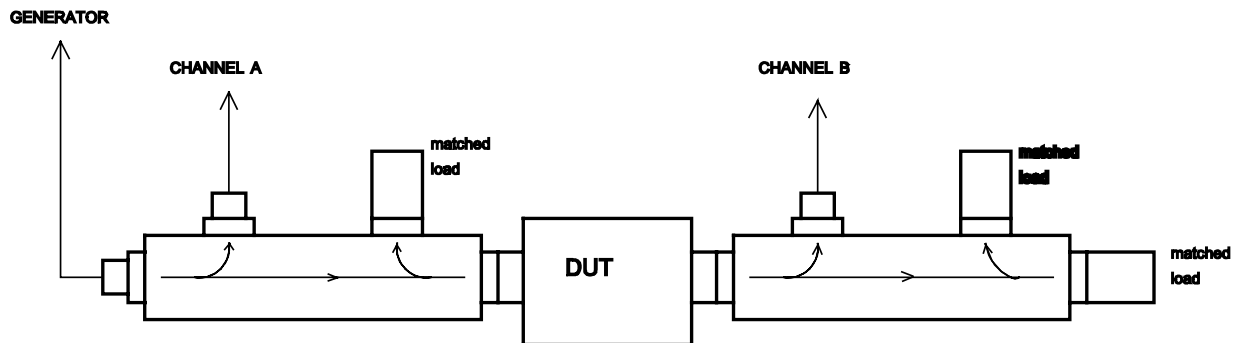 GENERATOR
CHANNEL A
CHANNEL B
matched
load
matched
load
DUT
matched
load